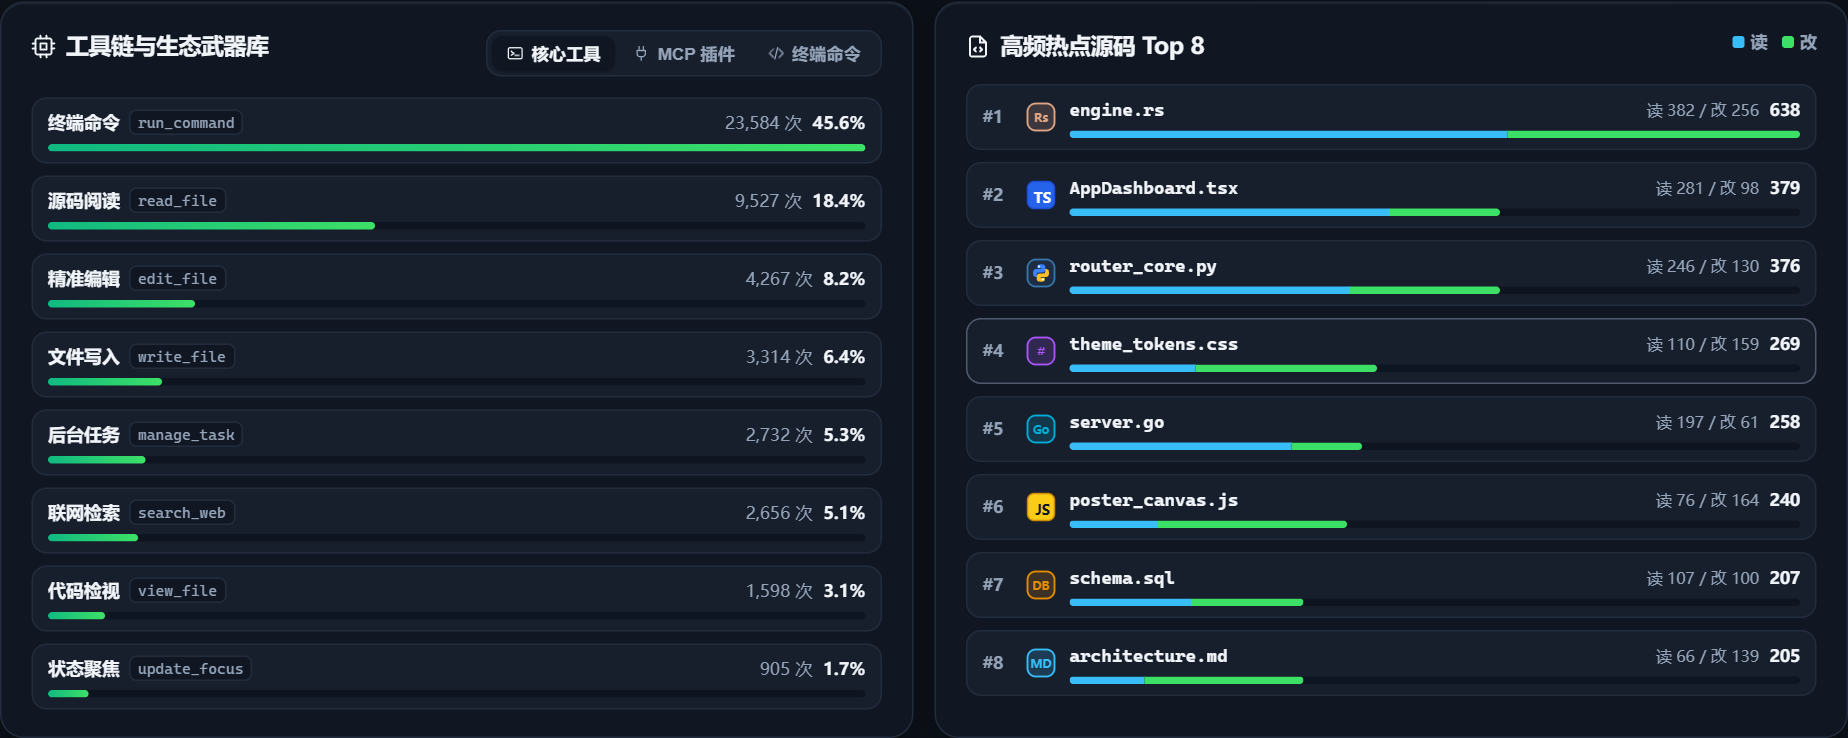 工具链与生态武器库
核心工具 MCP 插件 终端命令
终端命令 run_command 23,584 次 45.6%
源码阅读 read_file 9,527 次 18.4%
精准编辑 edit_file 4,267 次 8.2%
文件写入 write_file 3,314 次 6.4%
后台任务 manage_task 2,732 次 5.3%
联网检索 search_web 2,656 次 5.1%
代码检视 view_file 1,598 次 3.1%
状态聚焦 update_focus 905 次 1.7%
高频热点源码 Top 8 读 改
#1 Rs engine.rs 读 382 / 改 256 638
#2 TS AppDashboard.tsx 读 281 / 改 98 379
#3 router_core.py 读 246 / 改 130 376
#4 # theme_tokens.css 读 110 / 改 159 269
#5 Go server.go 读 197 / 改 61 258
#6 JS poster_canvas.js 读 76 / 改 164 240
#7 DB schema.sql 读 107 / 改 100 207
#8 MD architecture.md 读 66 / 改 139 205